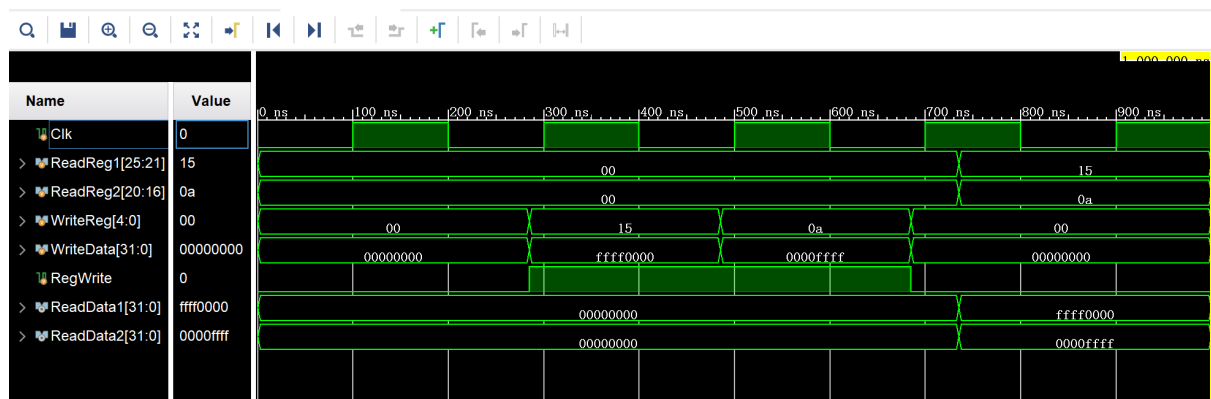 1,000.000 ns
Name Value
0 ns 100 ns 200 ns 300 ns 400 ns 500 ns 600 ns 700 ns 800 ns 900 ns
Clk 0
ReadReg1[25:21] 15 00 15
ReadReg2[20:16] 0a 00 0a
WriteReg[4:0] 00 00 15 0a 00
WriteData[31:0] 00000000 00000000 ffff0000 0000ffff 00000000
RegWrite 0
ReadData1[31:0] ffff0000 00000000 ffff0000
ReadData2[31:0] 0000ffff 00000000 0000ffff